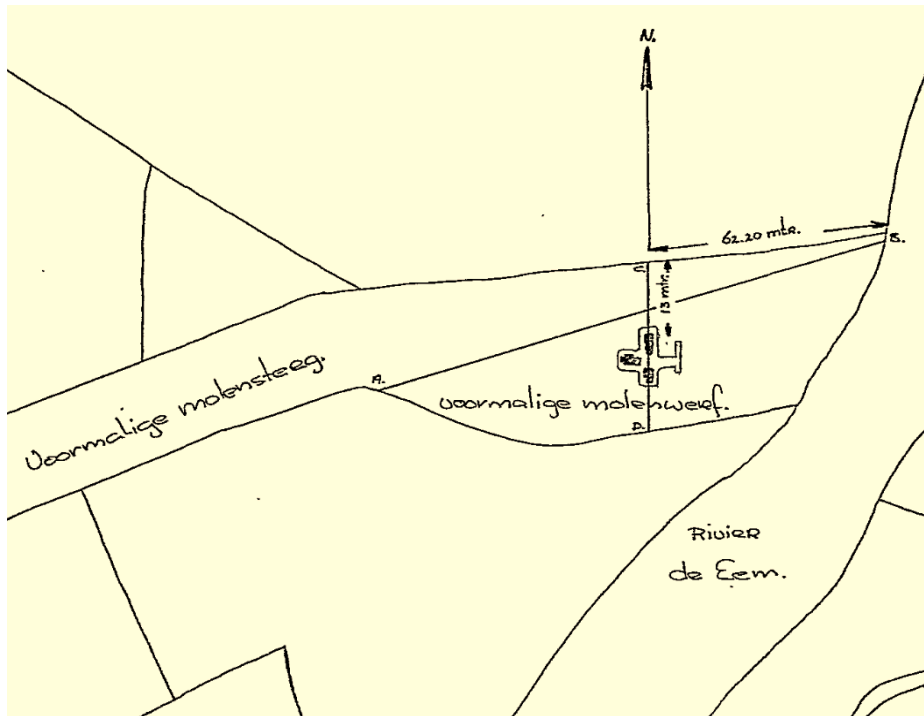 N.
62.20 mtr.
B.
C.
13 mtr.
A.
Voormalige molensteeg.
voormalige molenwerf.
D.
Rivier
de Eem.